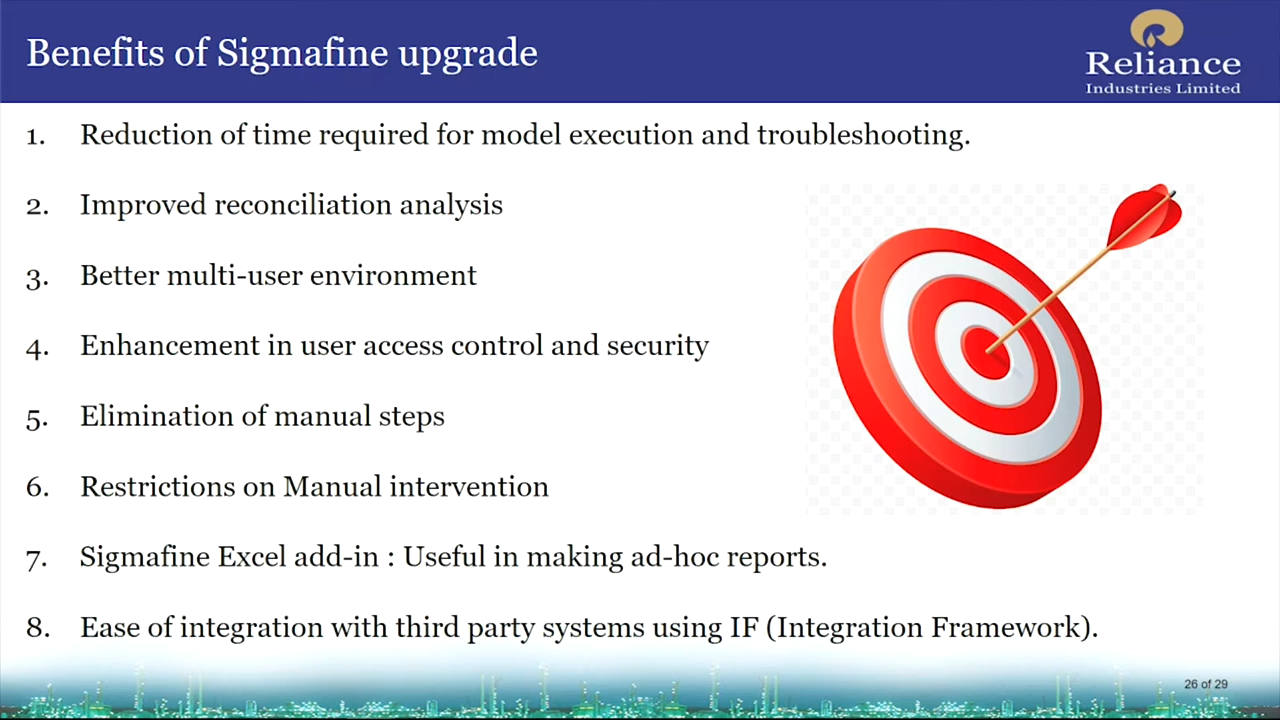 Benefits of Sigmafine upgrade
Reliance
Industries Limited
1. Reduction of time required for model execution and troubleshooting.
2. Improved reconciliation analysis
3. Better multi-user environment
4. Enhancement in user access control and security
5. Elimination of manual steps
6. Restrictions on Manual intervention
7. Sigmafine Excel add-in : Useful in making ad-hoc reports.
8. Ease of integration with third party systems using IF (Integration Framework).
26 of 29